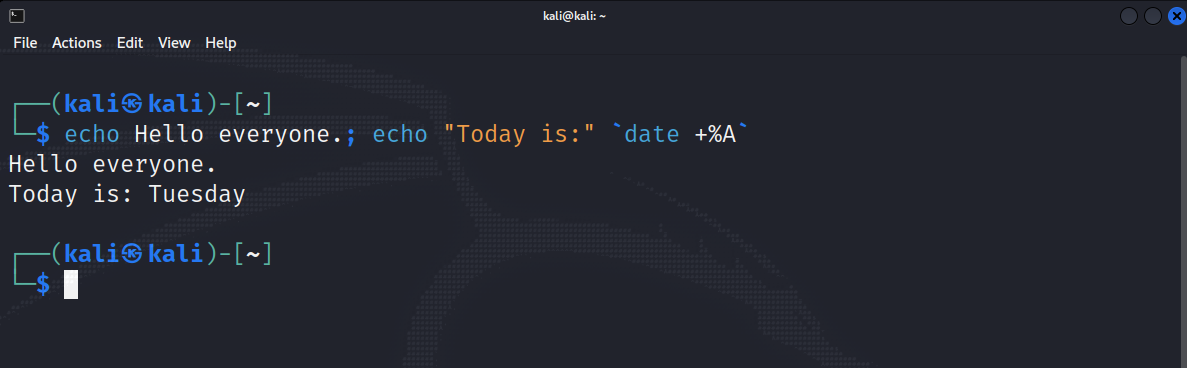 kali@kali: ~
File Actions Edit View Help
┌──(kali㉿kali)-[~]
└─$ echo Hello everyone.; echo "Today is:" `date +%A`
Hello everyone.
Today is: Tuesday
┌──(kali㉿kali)-[~]
└─$